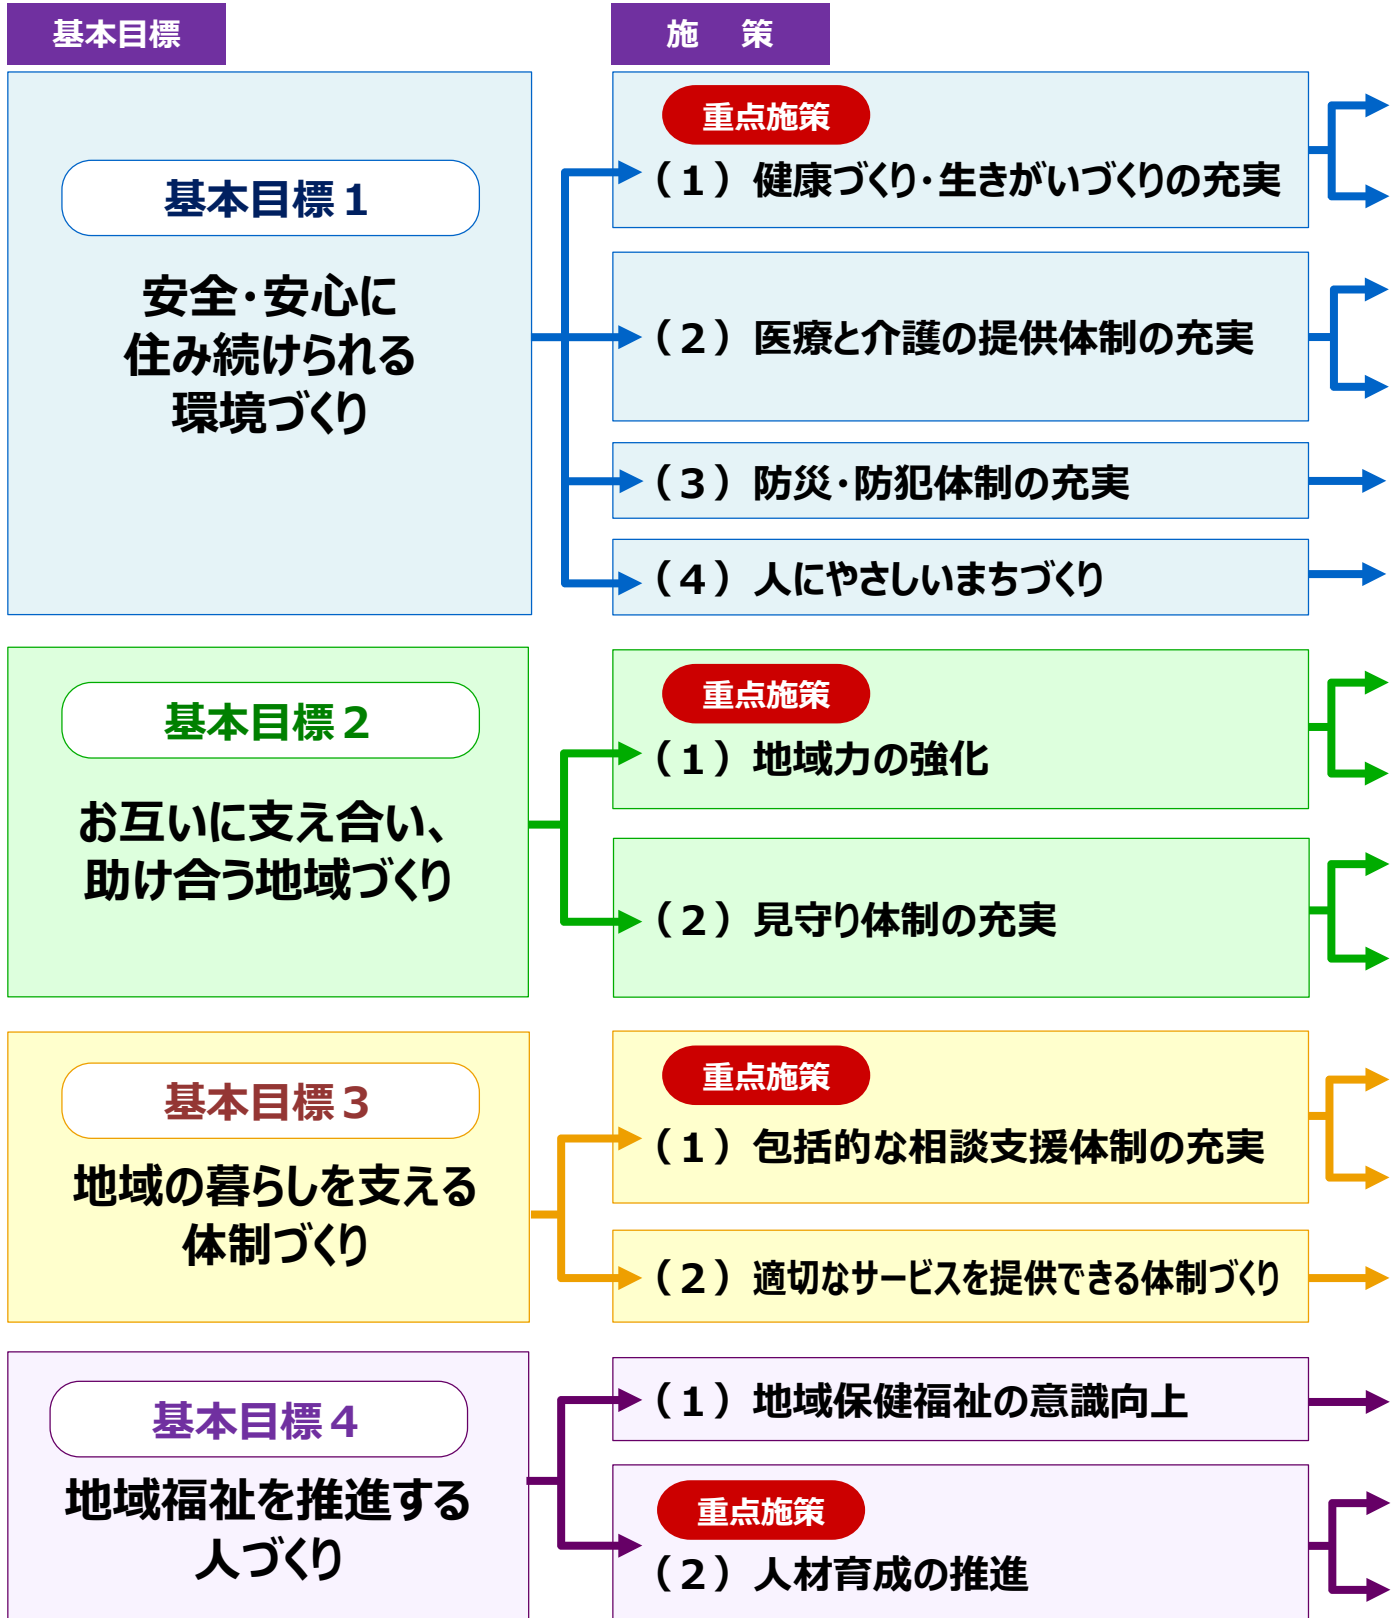 基本目標
施 策
基本目標１
安全・安心に
住み続けられる
環境づくり
重点施策
（１）健康づくり・生きがいづくりの充実
（２）医療と介護の提供体制の充実
（３）防災・防犯体制の充実
（４）人にやさしいまちづくり
基本目標２
お互いに支え合い、
助け合う地域づくり
重点施策
（１）地域力の強化
（２）見守り体制の充実
基本目標３
地域の暮らしを支える
体制づくり
重点施策
（１）包括的な相談支援体制の充実
（２）適切なサービスを提供できる体制づくり
基本目標４
地域福祉を推進する
人づくり
（１）地域保健福祉の意識向上
重点施策
（２）人材育成の推進